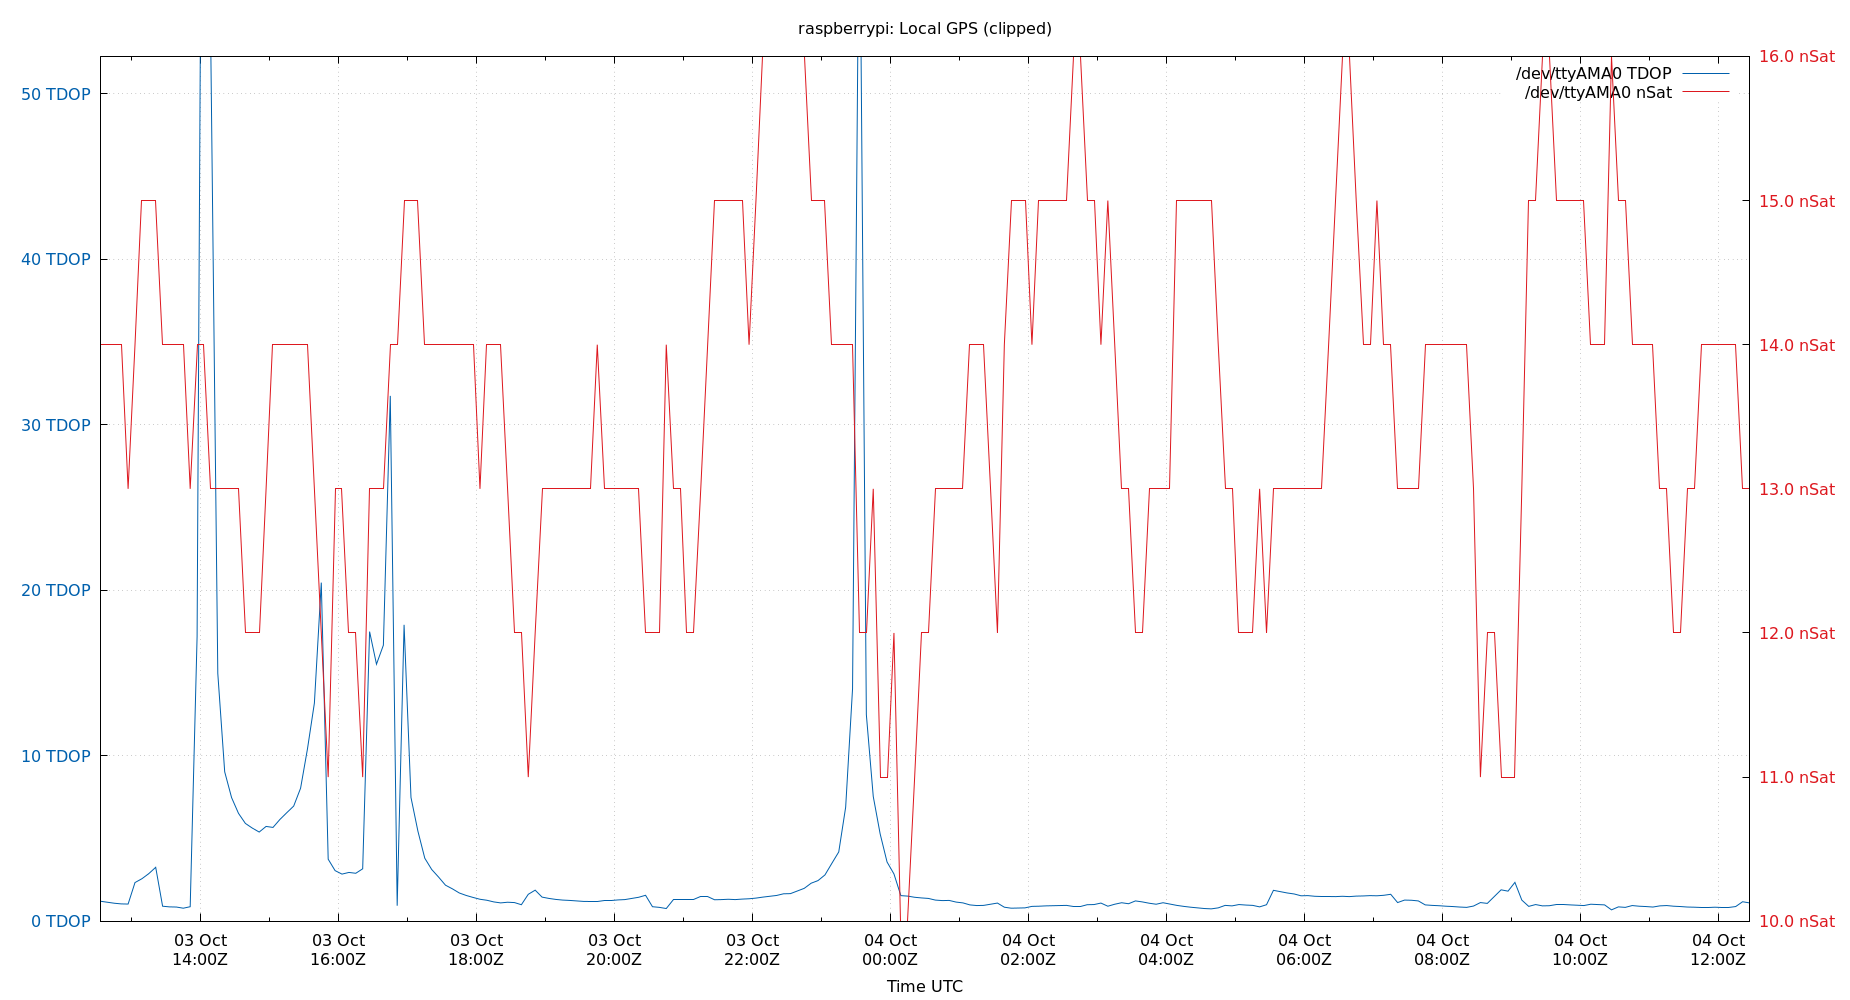 raspberrypi: Local GPS (clipped)
/dev/ttyAMA0 TDOP
/dev/ttyAMA0 nSat
50 TDOP
40 TDOP
30 TDOP
20 TDOP
10 TDOP
0 TDOP
16.0 nSat
15.0 nSat
14.0 nSat
13.0 nSat
12.0 nSat
11.0 nSat
10.0 nSat
03 Oct
14:00Z
03 Oct
16:00Z
03 Oct
18:00Z
03 Oct
20:00Z
03 Oct
22:00Z
04 Oct
00:00Z
04 Oct
02:00Z
04 Oct
04:00Z
04 Oct
06:00Z
04 Oct
08:00Z
04 Oct
10:00Z
04 Oct
12:00Z
Time UTC